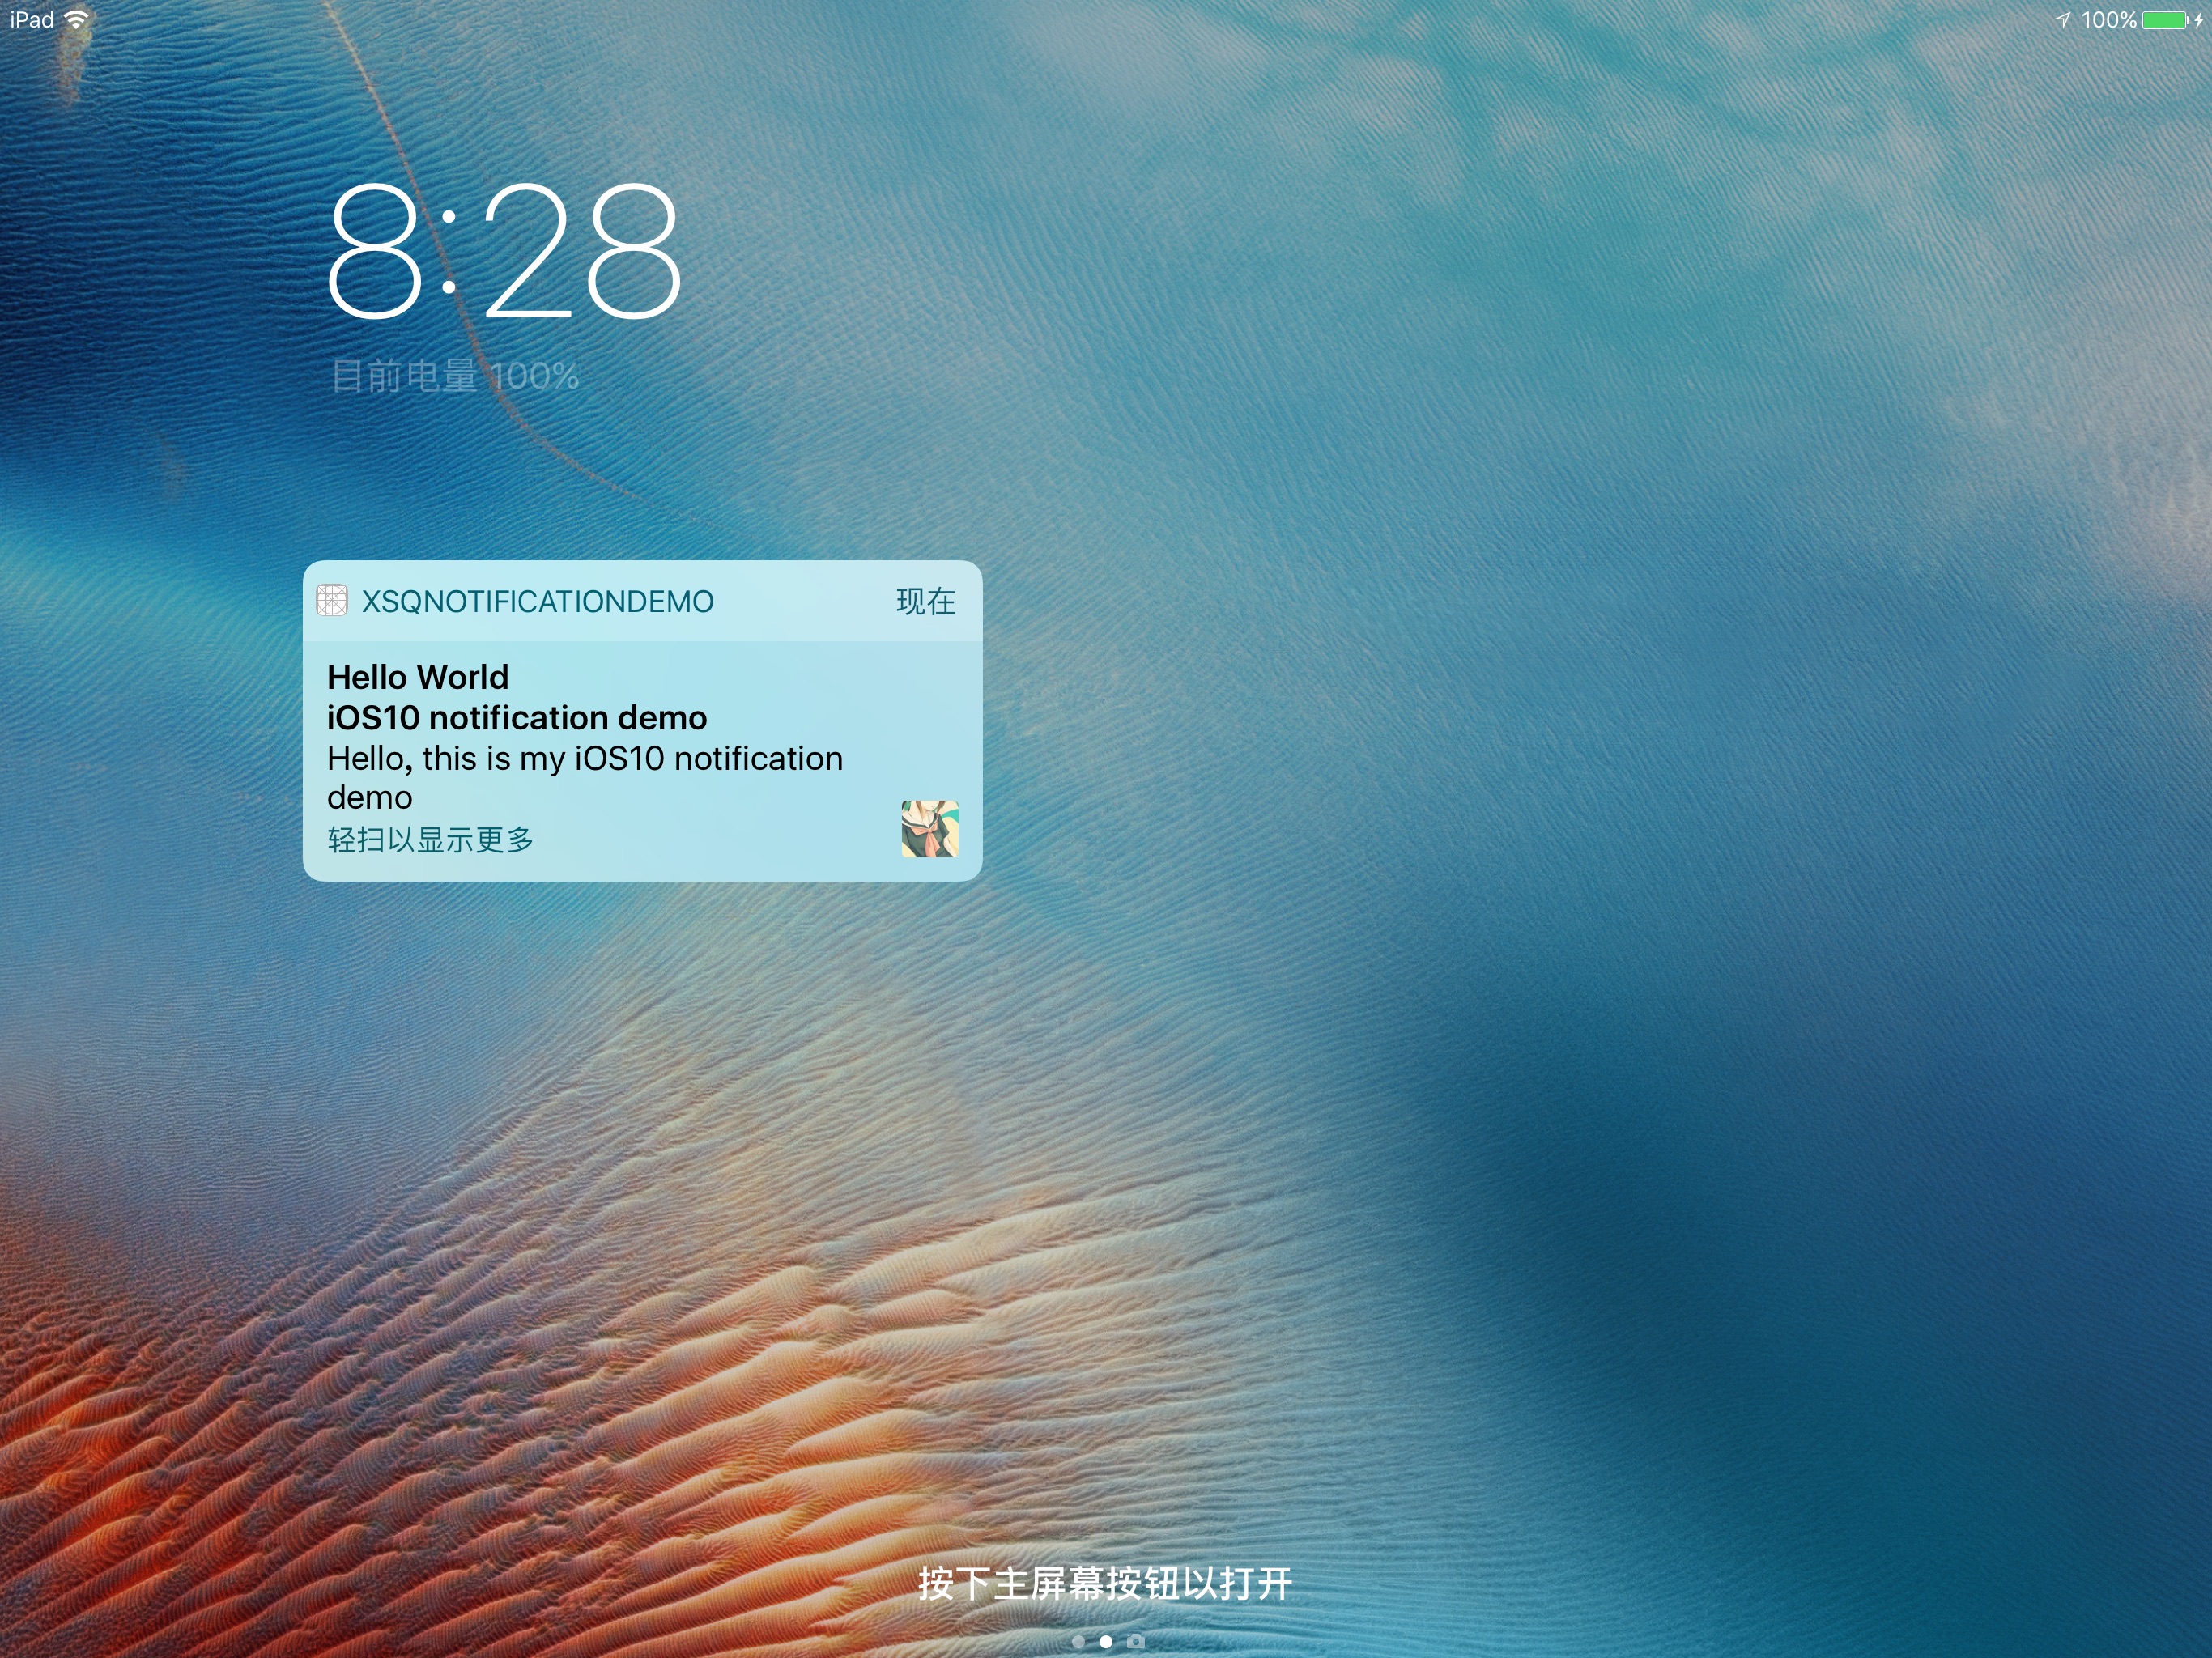 iPad
100%
8:28
目前电量 100%
XSQNOTIFICATIONDEMO 现在
Hello World
iOS10 notification demo
Hello, this is my iOS10 notification
demo
轻扫以显示更多
按下主屏幕按钮以打开